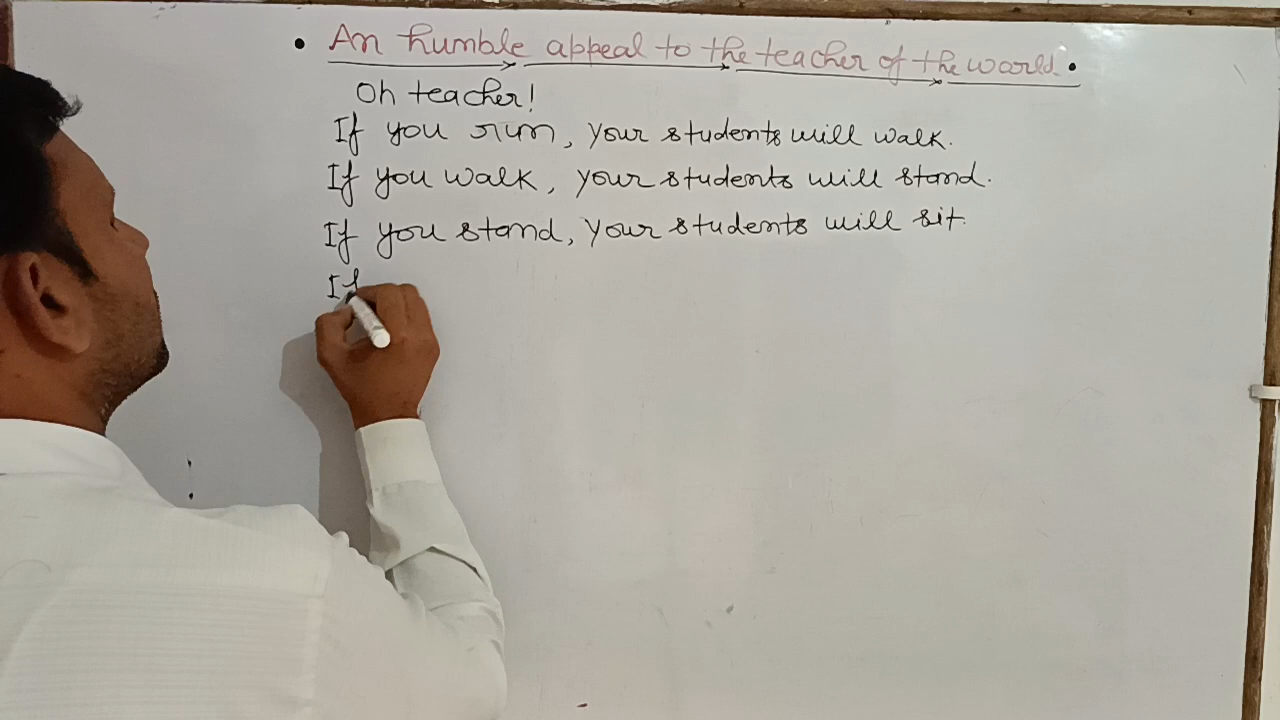 • An humble appeal to the teacher of the world.•
Oh teacher!
If you run, your students will walk.
If you walk, your students will stand.
If you stand, your students will sit.
If